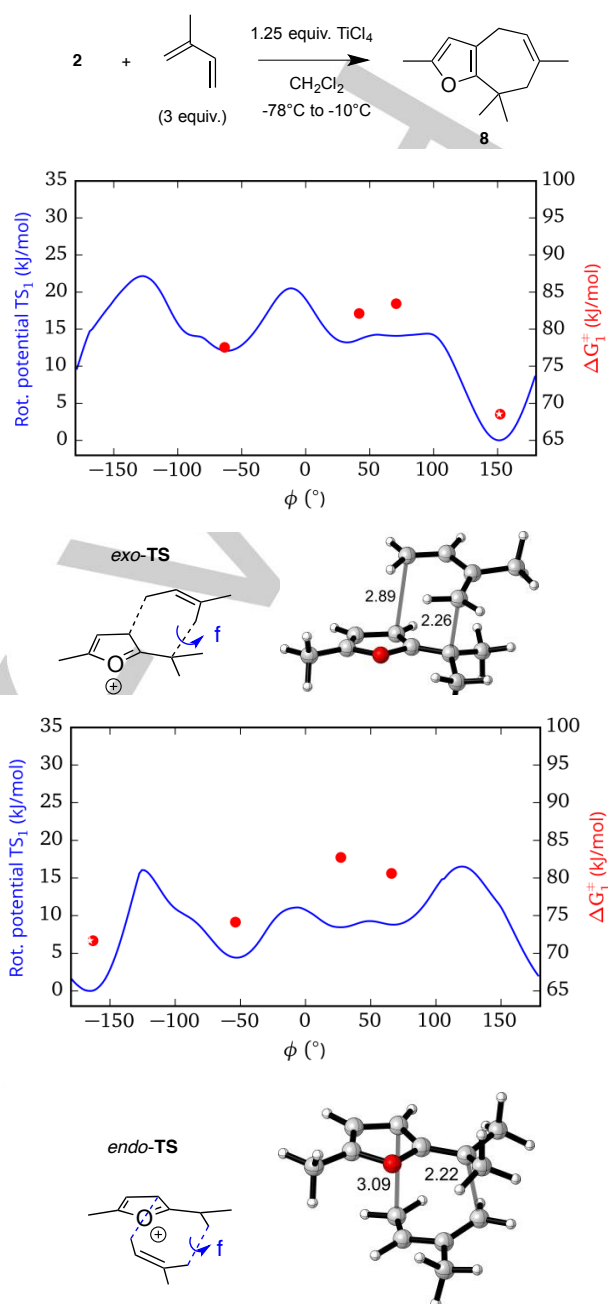 2 + (3 equiv.)
1.25 equiv. TiCl4
CH2Cl2
-78°C to -10°C
O
8
Rot. potential TS1 (kJ/mol)
35
30
25
20
15
10
5
0
100
95
90
85
80
75
70
65
ΔG1‡ (kJ/mol)
−150 −100 −50 0 50 100 150
ϕ (°)
exo-TS
f
O
+
2.89
2.26
Rot. potential TS1 (kJ/mol)
35
30
25
20
15
10
5
0
100
95
90
85
80
75
70
65
ΔG1‡ (kJ/mol)
−150 −100 −50 0 50 100 150
ϕ (°)
endo-TS
O
+
f
3.09
2.22